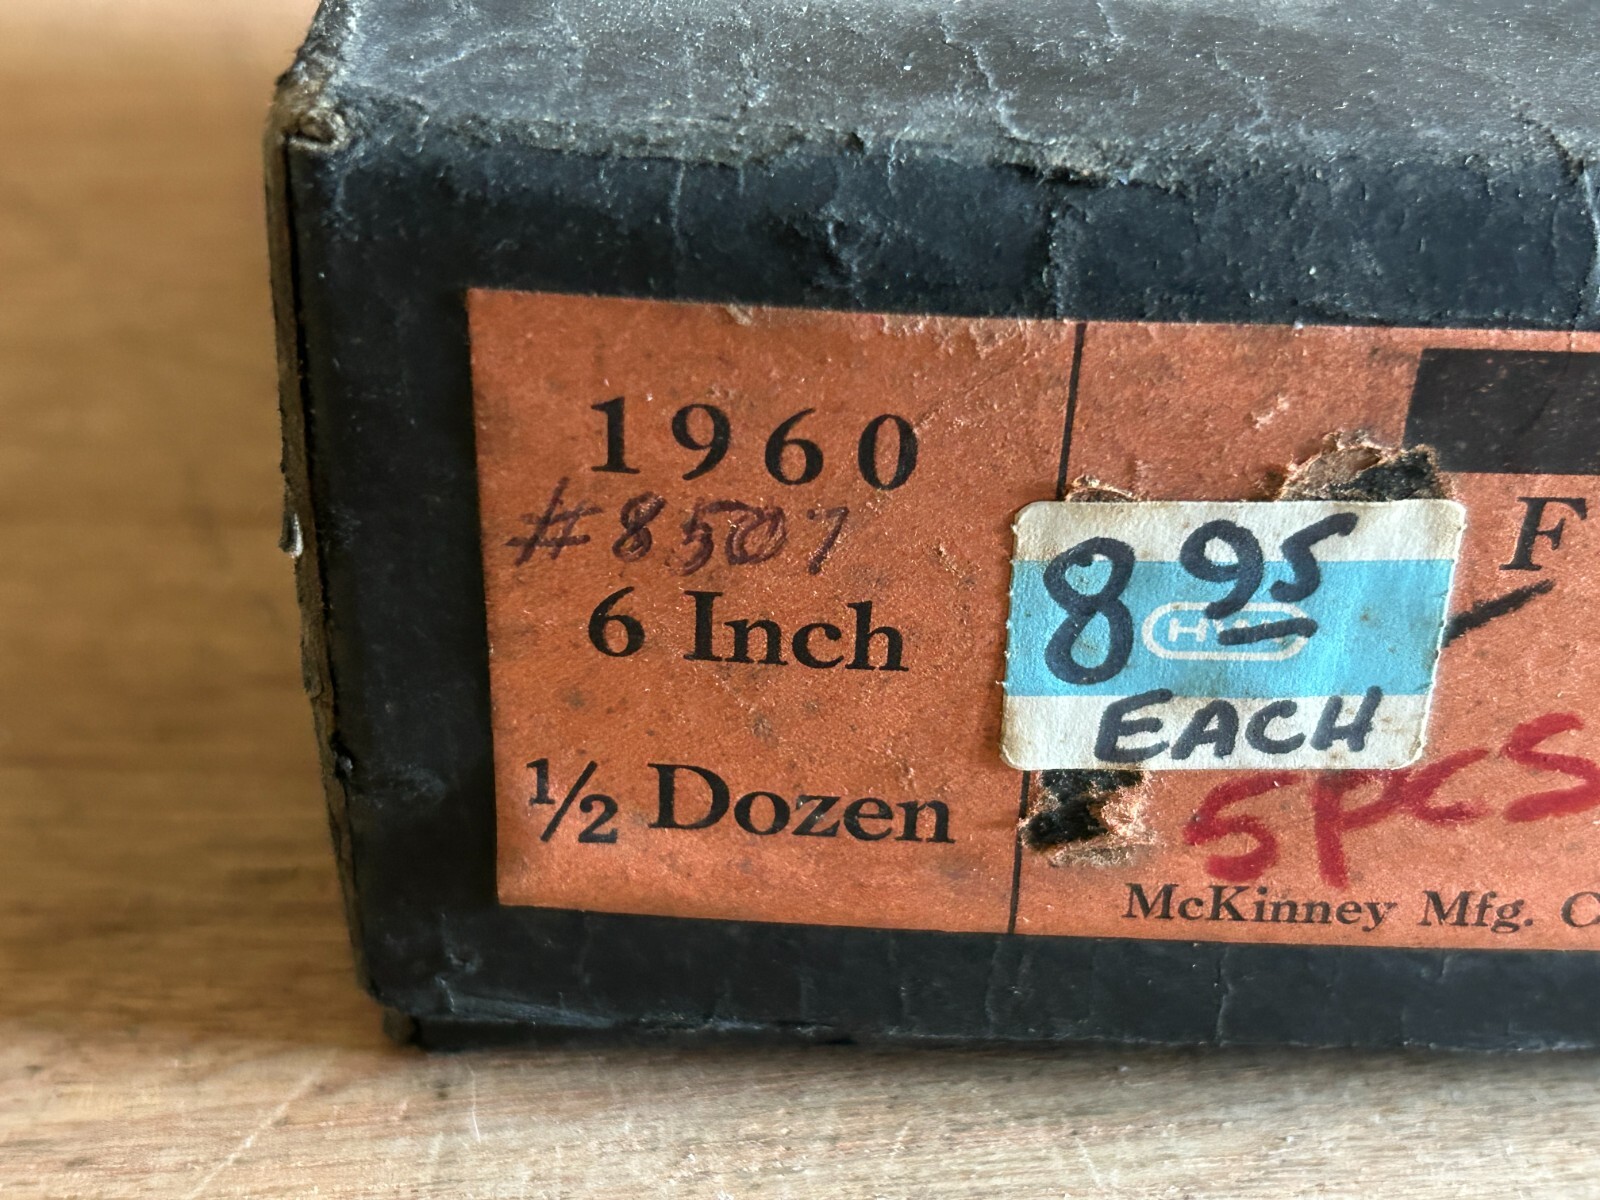 1960
#8507
6 Inch
1/2 Dozen
8 95
EACH
F
5 PCS
McKinney Mfg. C